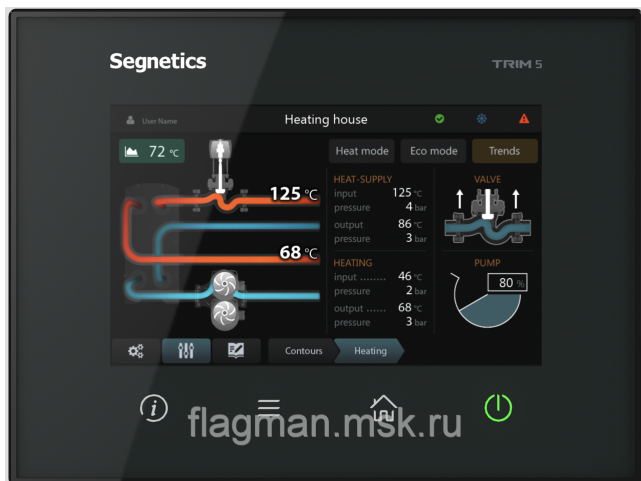 Segnetics
TRIM 5
User Name
Heating house
72 °C
Heat mode
Eco mode
Trends
125 °C
68 °C
HEAT-SUPPLY
input 125 °C
pressure 4 bar
output 86 °C
pressure 3 bar
HEATING
input ........ 46 °C
pressure 2 bar
output ...... 68 °C
pressure 3 bar
VALVE
PUMP
80 %
Contours
Heating
i
flagman.msk.ru